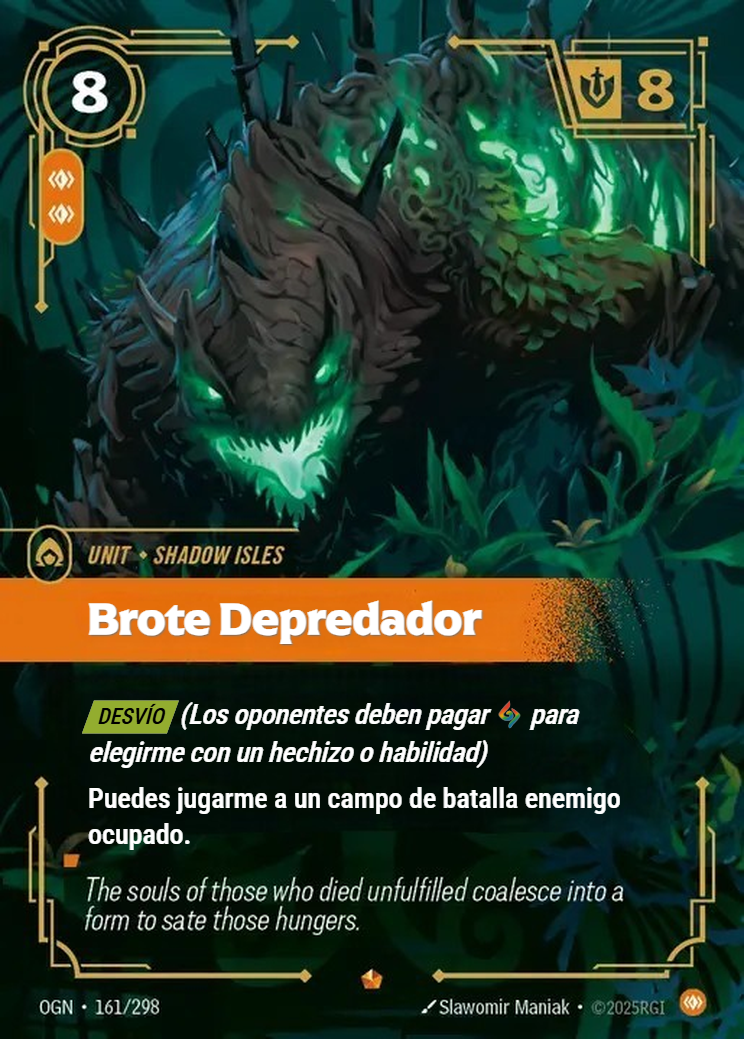 8
8
UNIT • SHADOW ISLES
Brote Depredador
DESVÍO (Los oponentes deben pagar para
elegirme con un hechizo o habilidad)
Puedes jugarme a un campo de batalla enemigo
ocupado.
The souls of those who died unfulfilled coalesce into a
form to sate those hungers.
OGN • 161/298
Slawomir Maniak • ©2025RGI